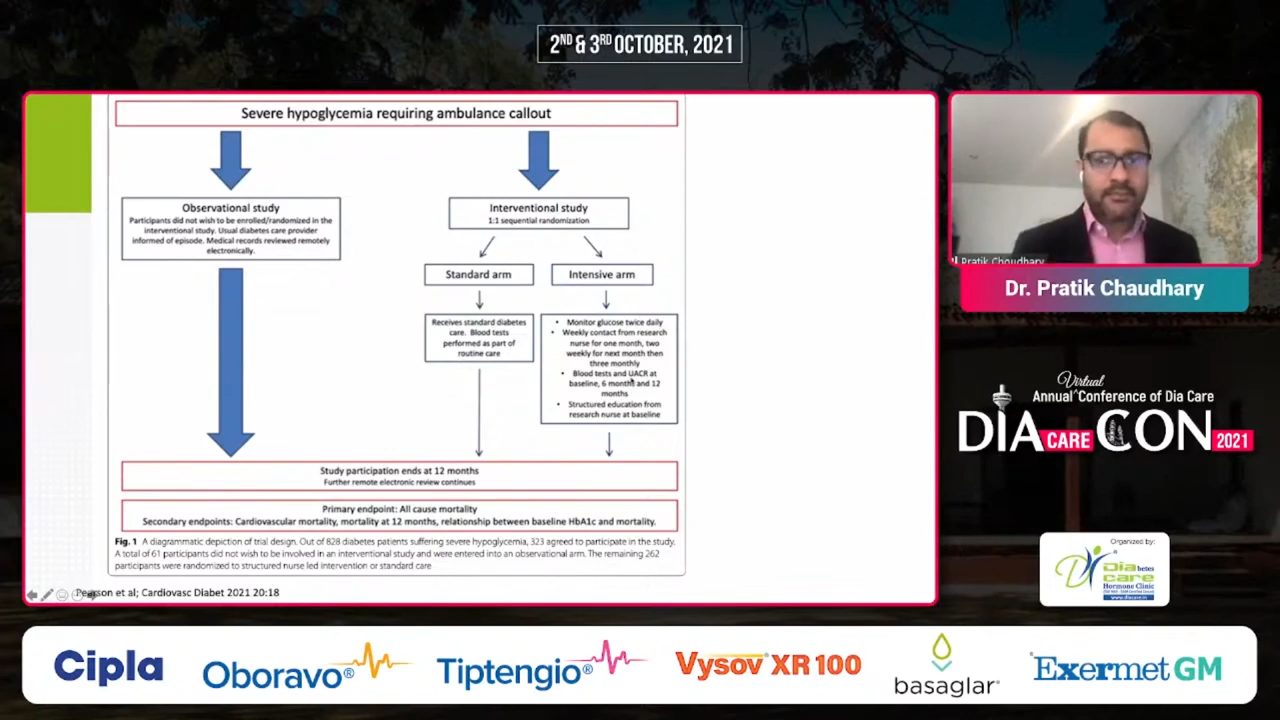 2ND & 3RD OCTOBER, 2021
Severe hypoglycemia requiring ambulance callout
Observational study
Participants did not wish to be enrolled/randomized in the
interventional study. Usual diabetes care provider
informed of episode. Medical records reviewed remotely
electronically.
Interventional study
1:1 sequential randomization
Standard arm
Intensive arm
Receives standard diabetes
care. Blood tests
performed as part of
routine care
• Monitor glucose twice daily
• Weekly contact from research
nurse for one month, two
weekly for next month then
three monthly
• Blood tests and UACR at
baseline, 6 months and 12
months
• Structured education from
research nurse at baseline
Study participation ends at 12 months
Further remote electronic review continues
Primary endpoint: All cause mortality
Secondary endpoints: Cardiovascular mortality, mortality at 12 months, relationship between baseline HbA1c and mortality.
Fig. 1 A diagrammatic depiction of trial design. Out of 828 diabetes patients suffering severe hypoglycemia, 323 agreed to participate in the study.
A total of 61 participants did not wish to be involved in an interventional study and were entered into an observational arm. The remaining 262
participants were randomized to structured nurse led intervention or standard care
Pearson et al; Cardiovasc Diabet 2021 20:18
Pratik Choudhary
Dr. Pratik Chaudhary
Virtual
Annual ^Conference of Dia Care
DIA CARE CON 2021
Organized by:
Diabetes
care
Hormone Clinic
www.diacare.in
Cipla
Oboravo®
Tiptengio®
Vysov® XR 100
basaglar®
Exermet GM